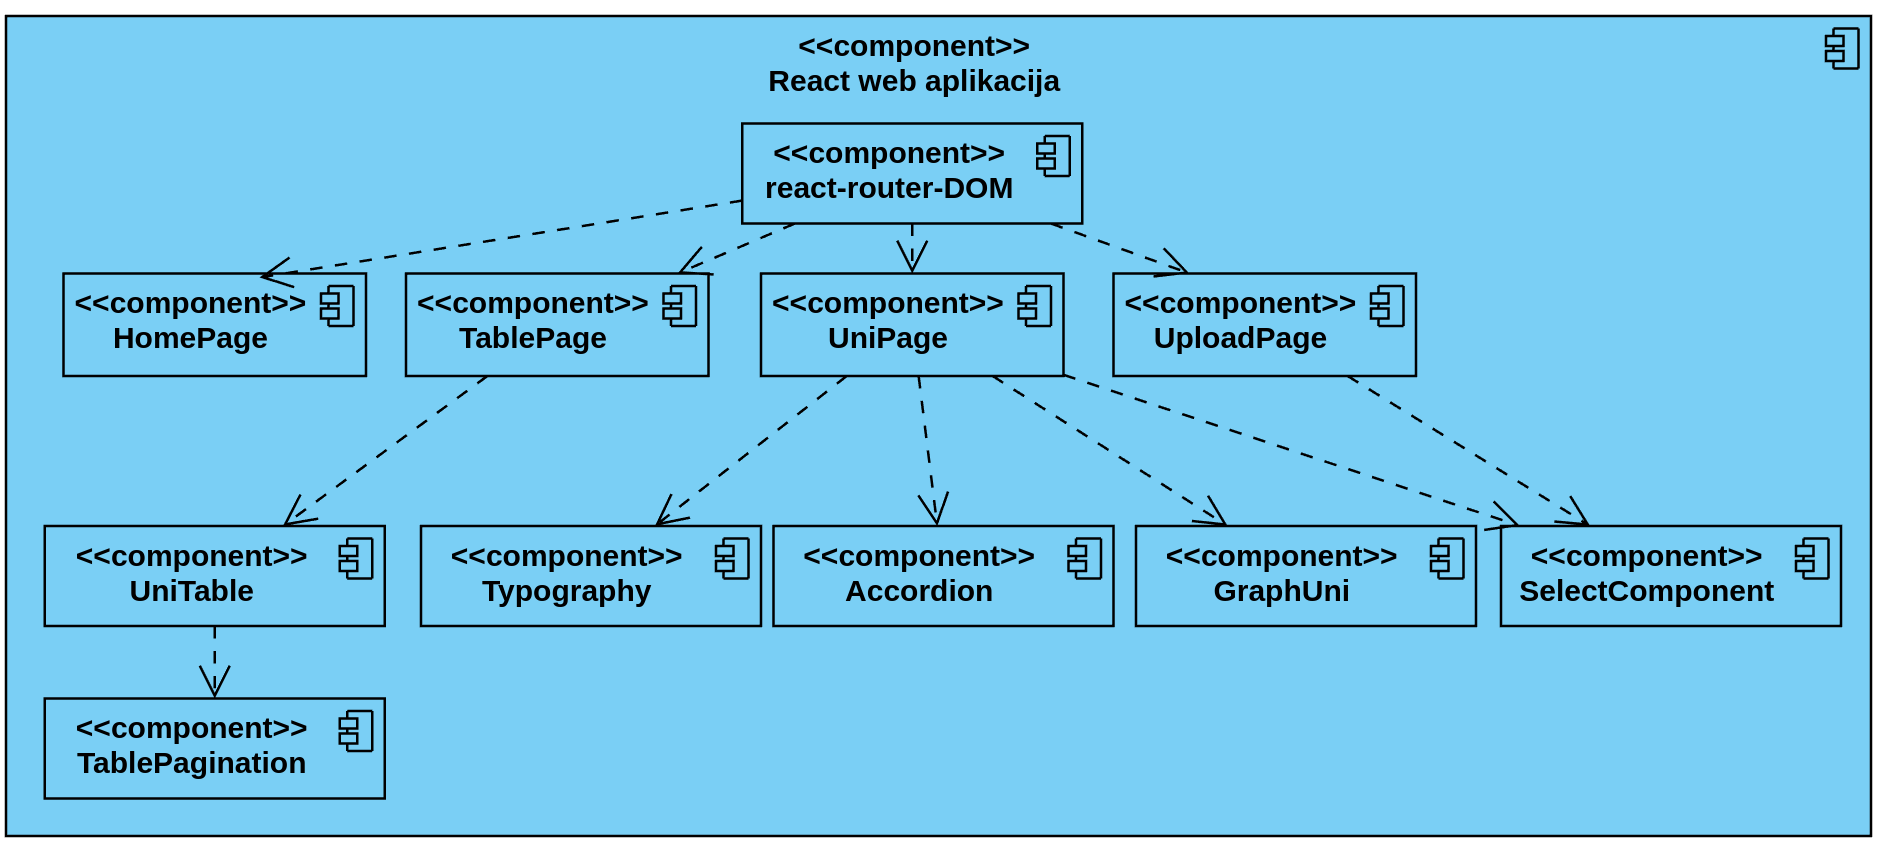 <<component>>
React web aplikacija
<<component>>
react-router-DOM
<<component>>
HomePage
<<component>>
TablePage
<<component>>
UniPage
<<component>>
UploadPage
<<component>>
UniTable
<<component>>
Typography
<<component>>
Accordion
<<component>>
GraphUni
<<component>>
SelectComponent
<<component>>
TablePagination